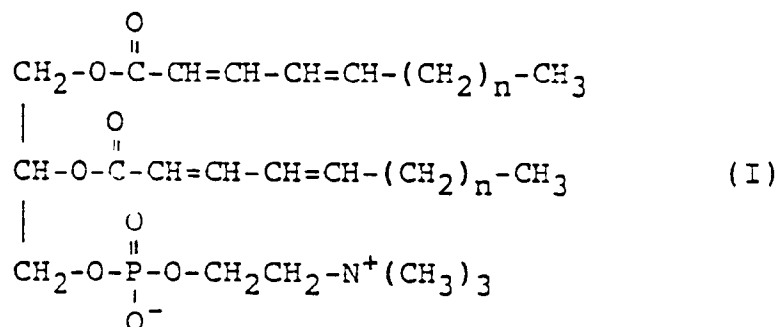 O
||
CH₂-O-C-CH=CH-CH=CH-(CH₂)ₙ-CH₃
| O
| ||
CH-O-C-CH=CH-CH=CH-(CH₂)ₙ-CH₃ (I)
| O
| ||
CH₂-O-P-O-CH₂CH₂-N⁺(CH₃)₃
|
O⁻